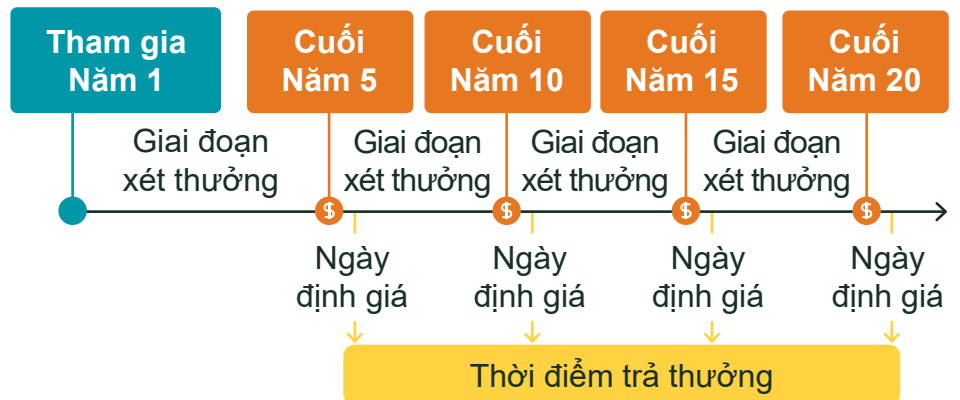 Tham gia
Năm 1
Cuối
Năm 5
Cuối
Năm 10
Cuối
Năm 15
Cuối
Năm 20
Giai đoạn
xét thưởng
Giai đoạn
xét thưởng
Giai đoạn
xét thưởng
Giai đoạn
xét thưởng
$
$
$
$
Ngày
định giá
Ngày
định giá
Ngày
định giá
Ngày
định giá
Thời điểm trả thưởng